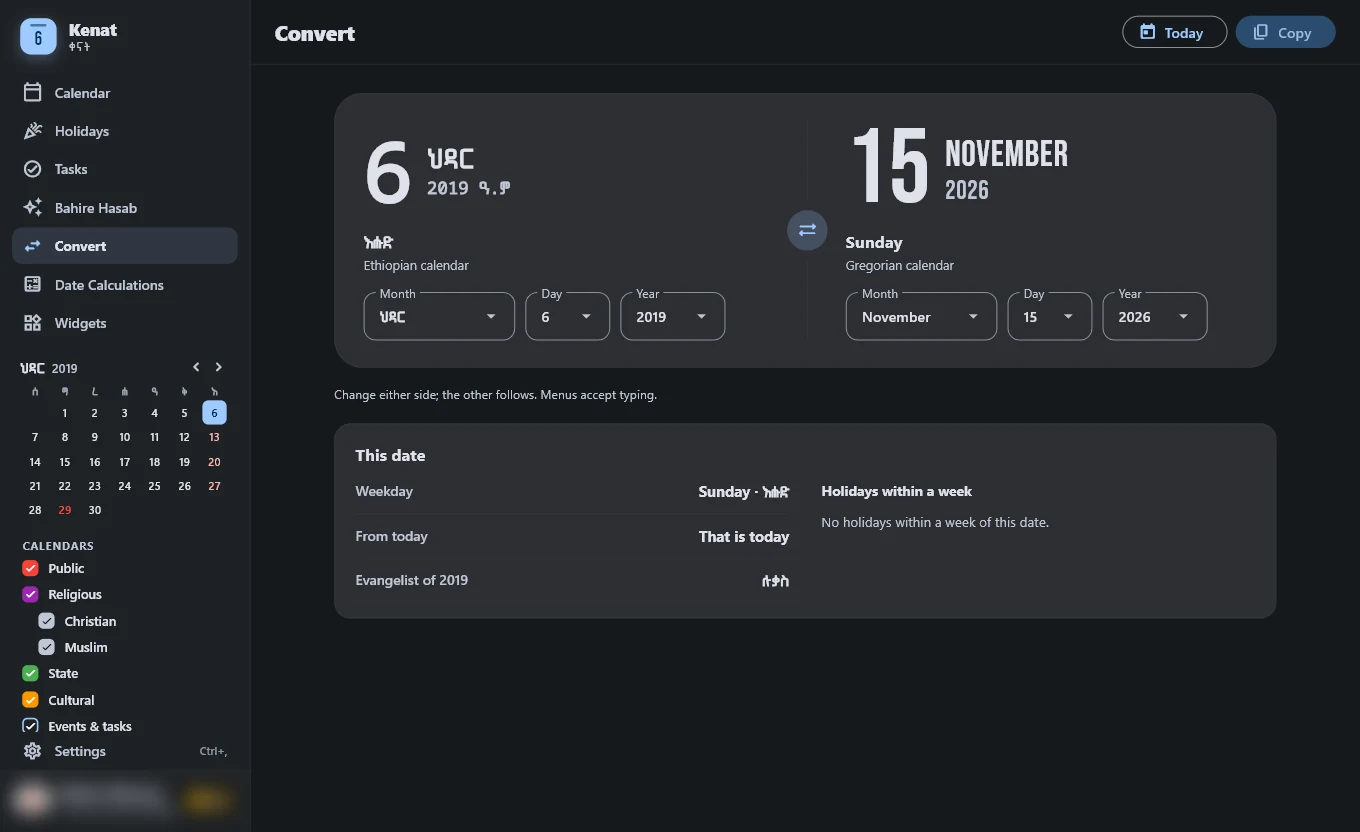 6
Kenat
ቀናት
Calendar
Holidays
Tasks
Bahire Hasab
Convert
Date Calculations
Widgets
ህዳር 2019
ሰ ማ ረ ሐ ዓ ቅ እ
1 2 3 4 5 6
7 8 9 10 11 12 13
14 15 16 17 18 19 20
21 22 23 24 25 26 27
28 29 30
CALENDARS
Public
Religious
Christian
Muslim
State
Cultural
Events & tasks
Settings Ctrl+,
Convert
Today
Copy
6 ህዳር
2019 ዓ.ም
እሑድ
Ethiopian calendar
Month Day Year
ህዳር 6 2019
15 NOVEMBER
2026
Sunday
Gregorian calendar
Month Day Year
November 15 2026
Change either side; the other follows. Menus accept typing.
This date
Weekday Sunday · እሑድ
From today That is today
Evangelist of 2019 ሉቃስ
Holidays within a week
No holidays within a week of this date.